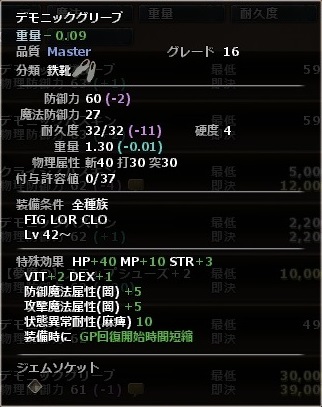 デモニックグリーブ
重量－0.09
品質 Master グレード 16
分類 鉄靴
防御力 60 (-2)
魔法防御力 27
耐久度 32/32 (-11) 硬度 4
重量 1.30 (-0.01)
物理属性 斬40 打30 突30
付与許容値 0/37
装備条件 全種族
FIG LOR CLO
Lv 42～
特殊効果 HP+40 MP+10 STR+3
VIT+2 DEX+1
防御魔法属性(闇) +5
攻撃魔法属性(闇) +5
状態異常耐性(麻痺) 10
装備時に GP回復開始時間短縮
ジェムソケット